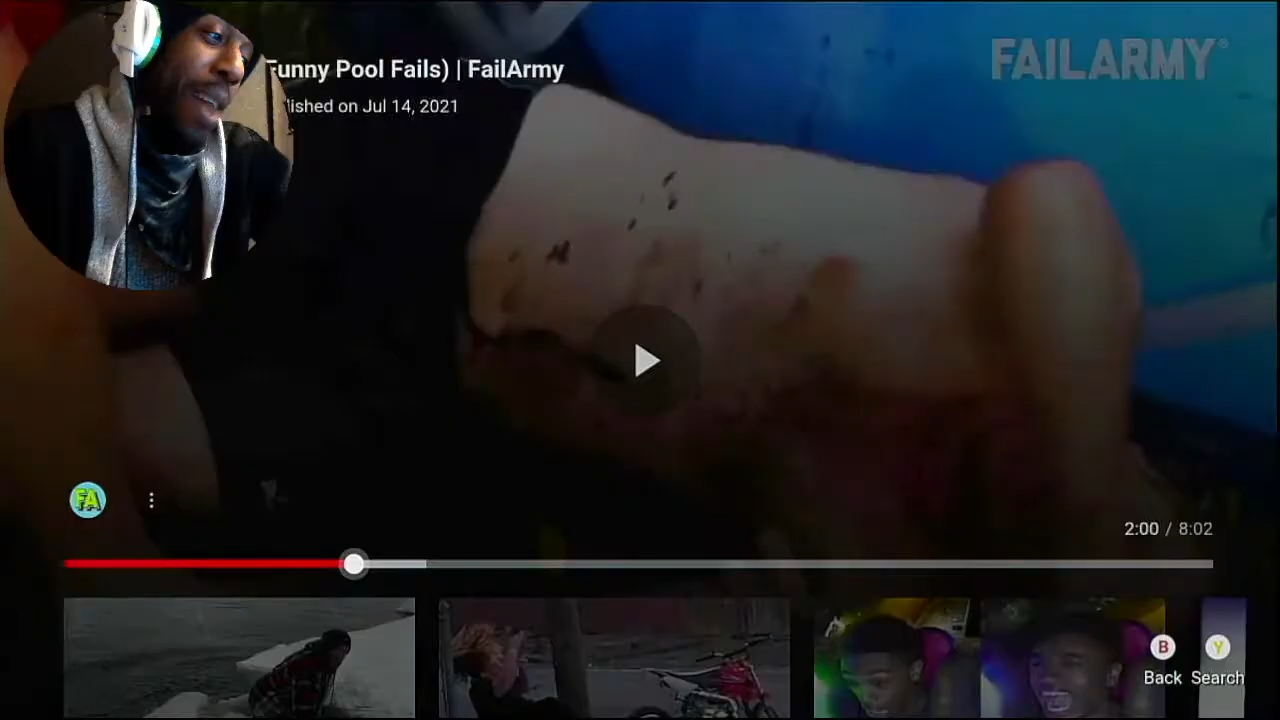 Funny Pool Fails) | FailArmy
FAILARMY®
lished on Jul 14, 2021
FA
2:00 / 8:02
B Y
Back Search